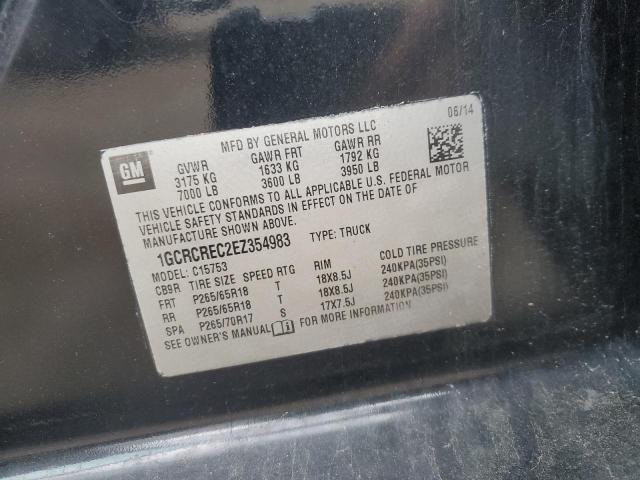 06/14
MFD BY GENERAL MOTORS LLC
GM
GVWR GAWR FRT GAWR RR
3175 KG 1633 KG 1792 KG
7000 LB 3600 LB 3950 LB
THIS VEHICLE CONFORMS TO ALL APPLICABLE U.S. FEDERAL MOTOR
VEHICLE SAFETY STANDARDS IN EFFECT ON THE DATE OF
MANUFACTURE SHOWN ABOVE.
1GCRCREC2EZ354983 TYPE: TRUCK
MODEL: C15753
CB9R TIRE SIZE SPEED RTG RIM COLD TIRE PRESSURE
FRT P265/65R18 T 18X8.5J 240KPA(35PSI)
RR P265/65R18 T 18X8.5J 240KPA(35PSI)
SPA P265/70R17 S 17X7.5J 240KPA(35PSI)
SEE OWNER'S MANUAL FOR MORE INFORMATION